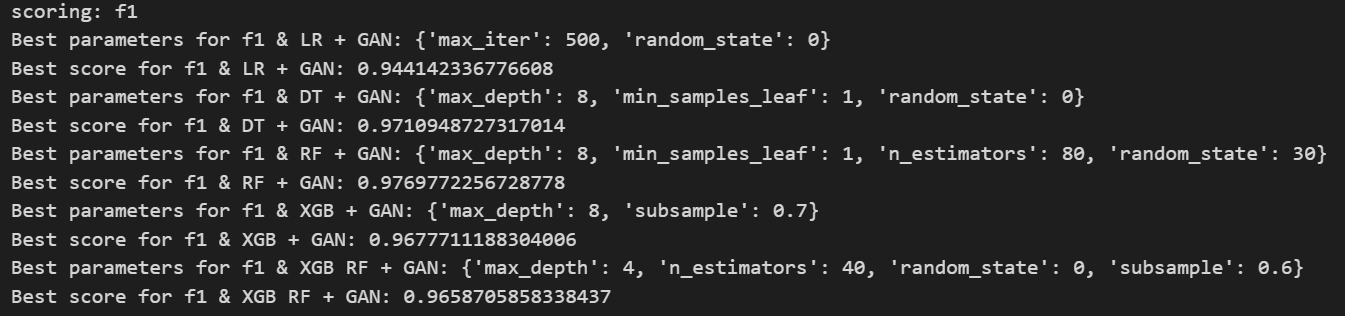 scoring: f1
Best parameters for f1 & LR + GAN: {'max_iter': 500, 'random_state': 0}
Best score for f1 & LR + GAN: 0.944142336776608
Best parameters for f1 & DT + GAN: {'max_depth': 8, 'min_samples_leaf': 1, 'random_state': 0}
Best score for f1 & DT + GAN: 0.9710948727317014
Best parameters for f1 & RF + GAN: {'max_depth': 8, 'min_samples_leaf': 1, 'n_estimators': 80, 'random_state': 30}
Best score for f1 & RF + GAN: 0.9769772256728778
Best parameters for f1 & XGB + GAN: {'max_depth': 8, 'subsample': 0.7}
Best score for f1 & XGB + GAN: 0.9677711188304006
Best parameters for f1 & XGB RF + GAN: {'max_depth': 4, 'n_estimators': 40, 'random_state': 0, 'subsample': 0.6}
Best score for f1 & XGB RF + GAN: 0.9658705858338437